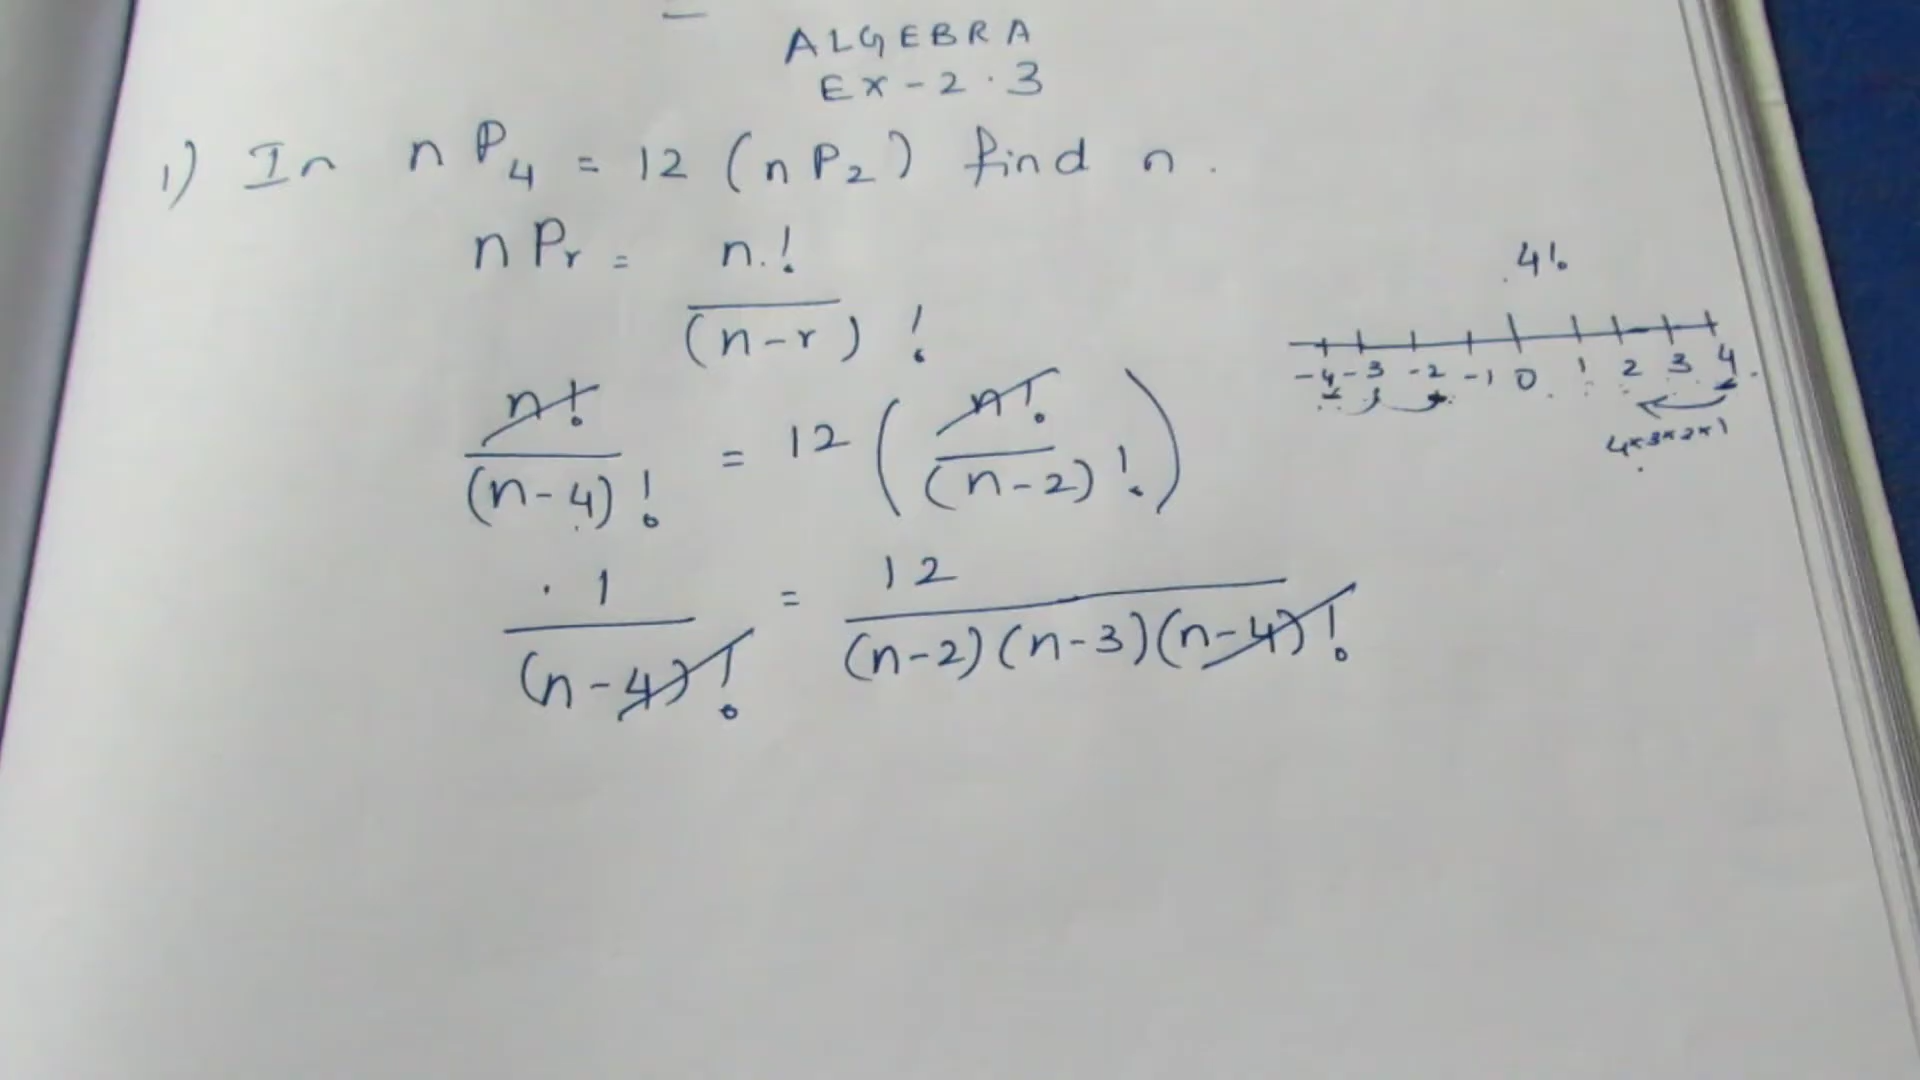 ALGEBRA
Ex-2.3
1) In nP₄ = 12 (nP₂) find n.
nPr = n! / (n-r)!
n! / (n-4)! = 12 (n! / (n-2)!)
1 / (n-4)! = 12 / (n-2)(n-3)(n-4)!
4!
-4 -3 -2 -1 0 1 2 3 4
4×3×2×1